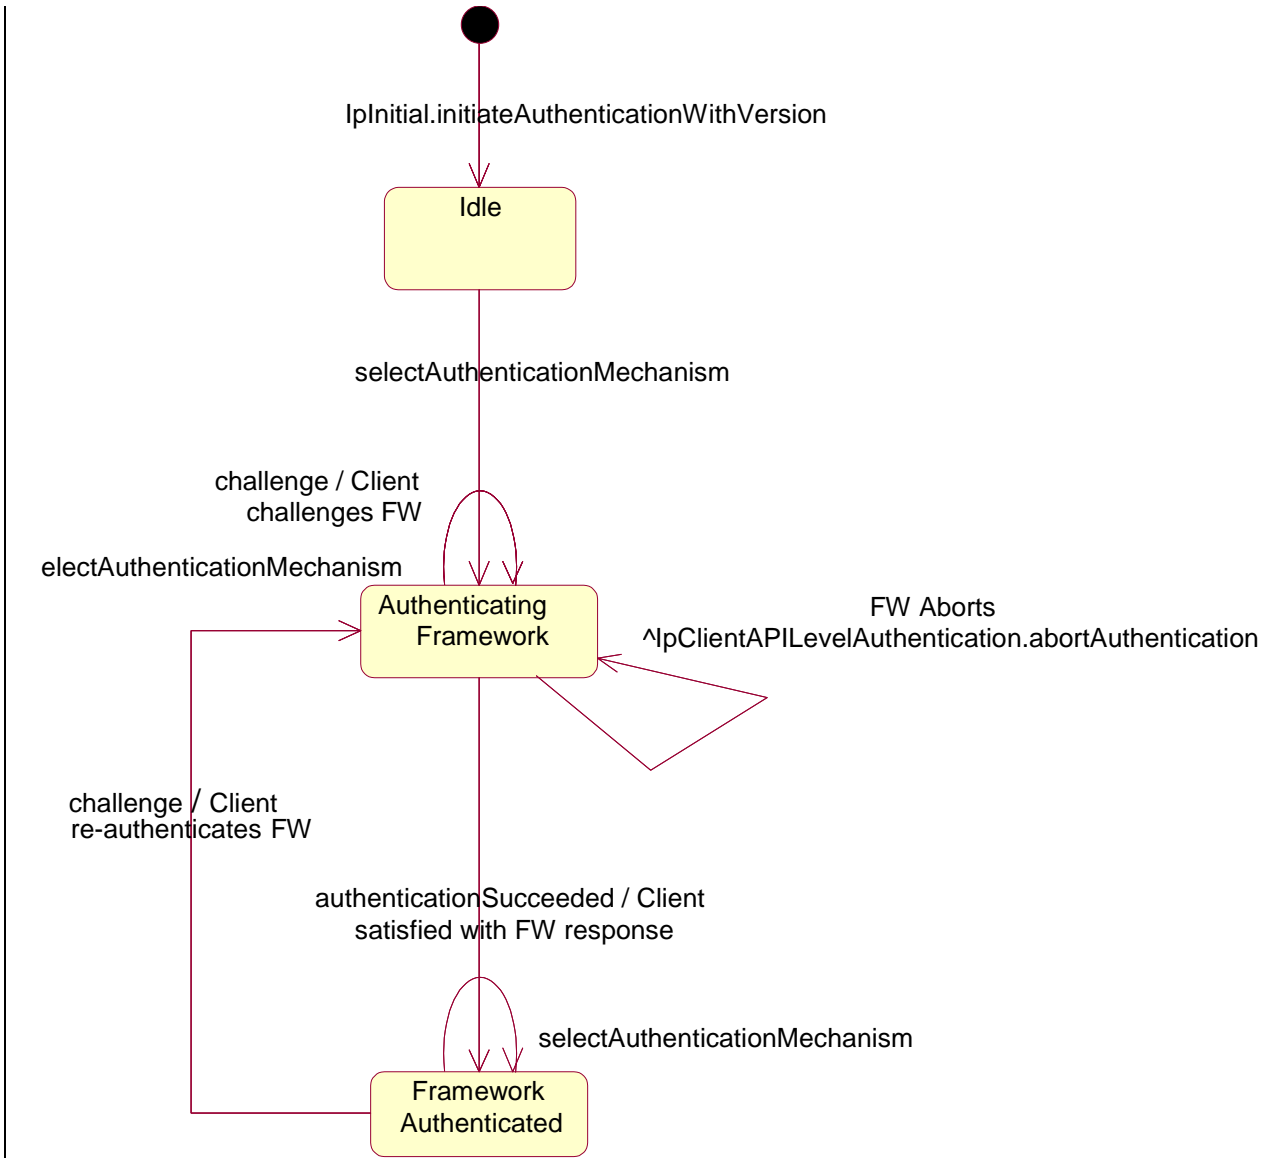 IpInitial.initiateAuthenticationWithVersion
Idle
selectAuthenticationMechanism
challenge / Client
challenges FW
electAuthenticationMechanism
Authenticating
Framework
FW Aborts
^IpClientAPILevelAuthentication.abortAuthentication
challenge / Client
re-authenticates FW
authenticationSucceeded / Client
satisfied with FW response
selectAuthenticationMechanism
Framework
Authenticated